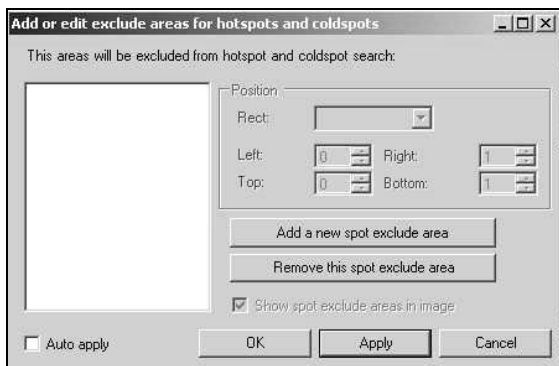 Add or edit exclude areas for hotspots and coldspots
This areas will be excluded from hotspot and coldspot search:
Position
Rect:
Left: 0 Right: 1
Top: 0 Bottom: 1
Add a new spot exclude area
Remove this spot exclude area
Show spot exclude areas in image
Auto apply OK Apply Cancel